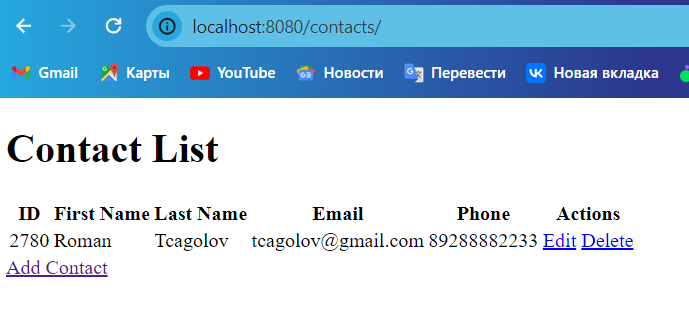 localhost:8080/contacts/
Gmail Карты YouTube Новости Перевести Новая вкладка
Contact List
ID First Name Last Name Email Phone Actions
2780 Roman Tcagolov tcagolov@gmail.com 89288882233 Edit Delete
Add Contact